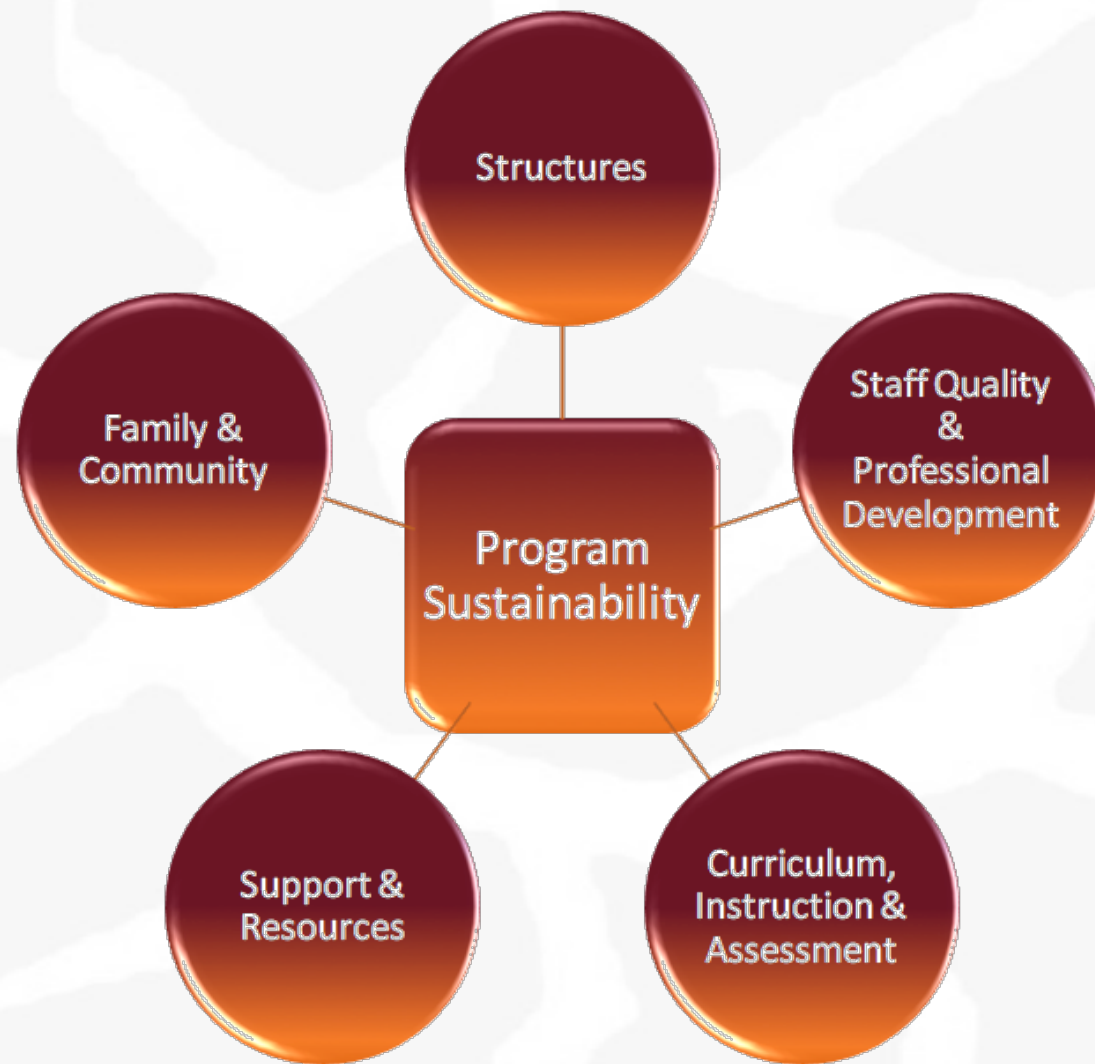 Structures
Staff Quality
&
Professional
Development
Family &
Community
Program
Sustainability
Support &
Resources
Curriculum,
Instruction &
Assessment